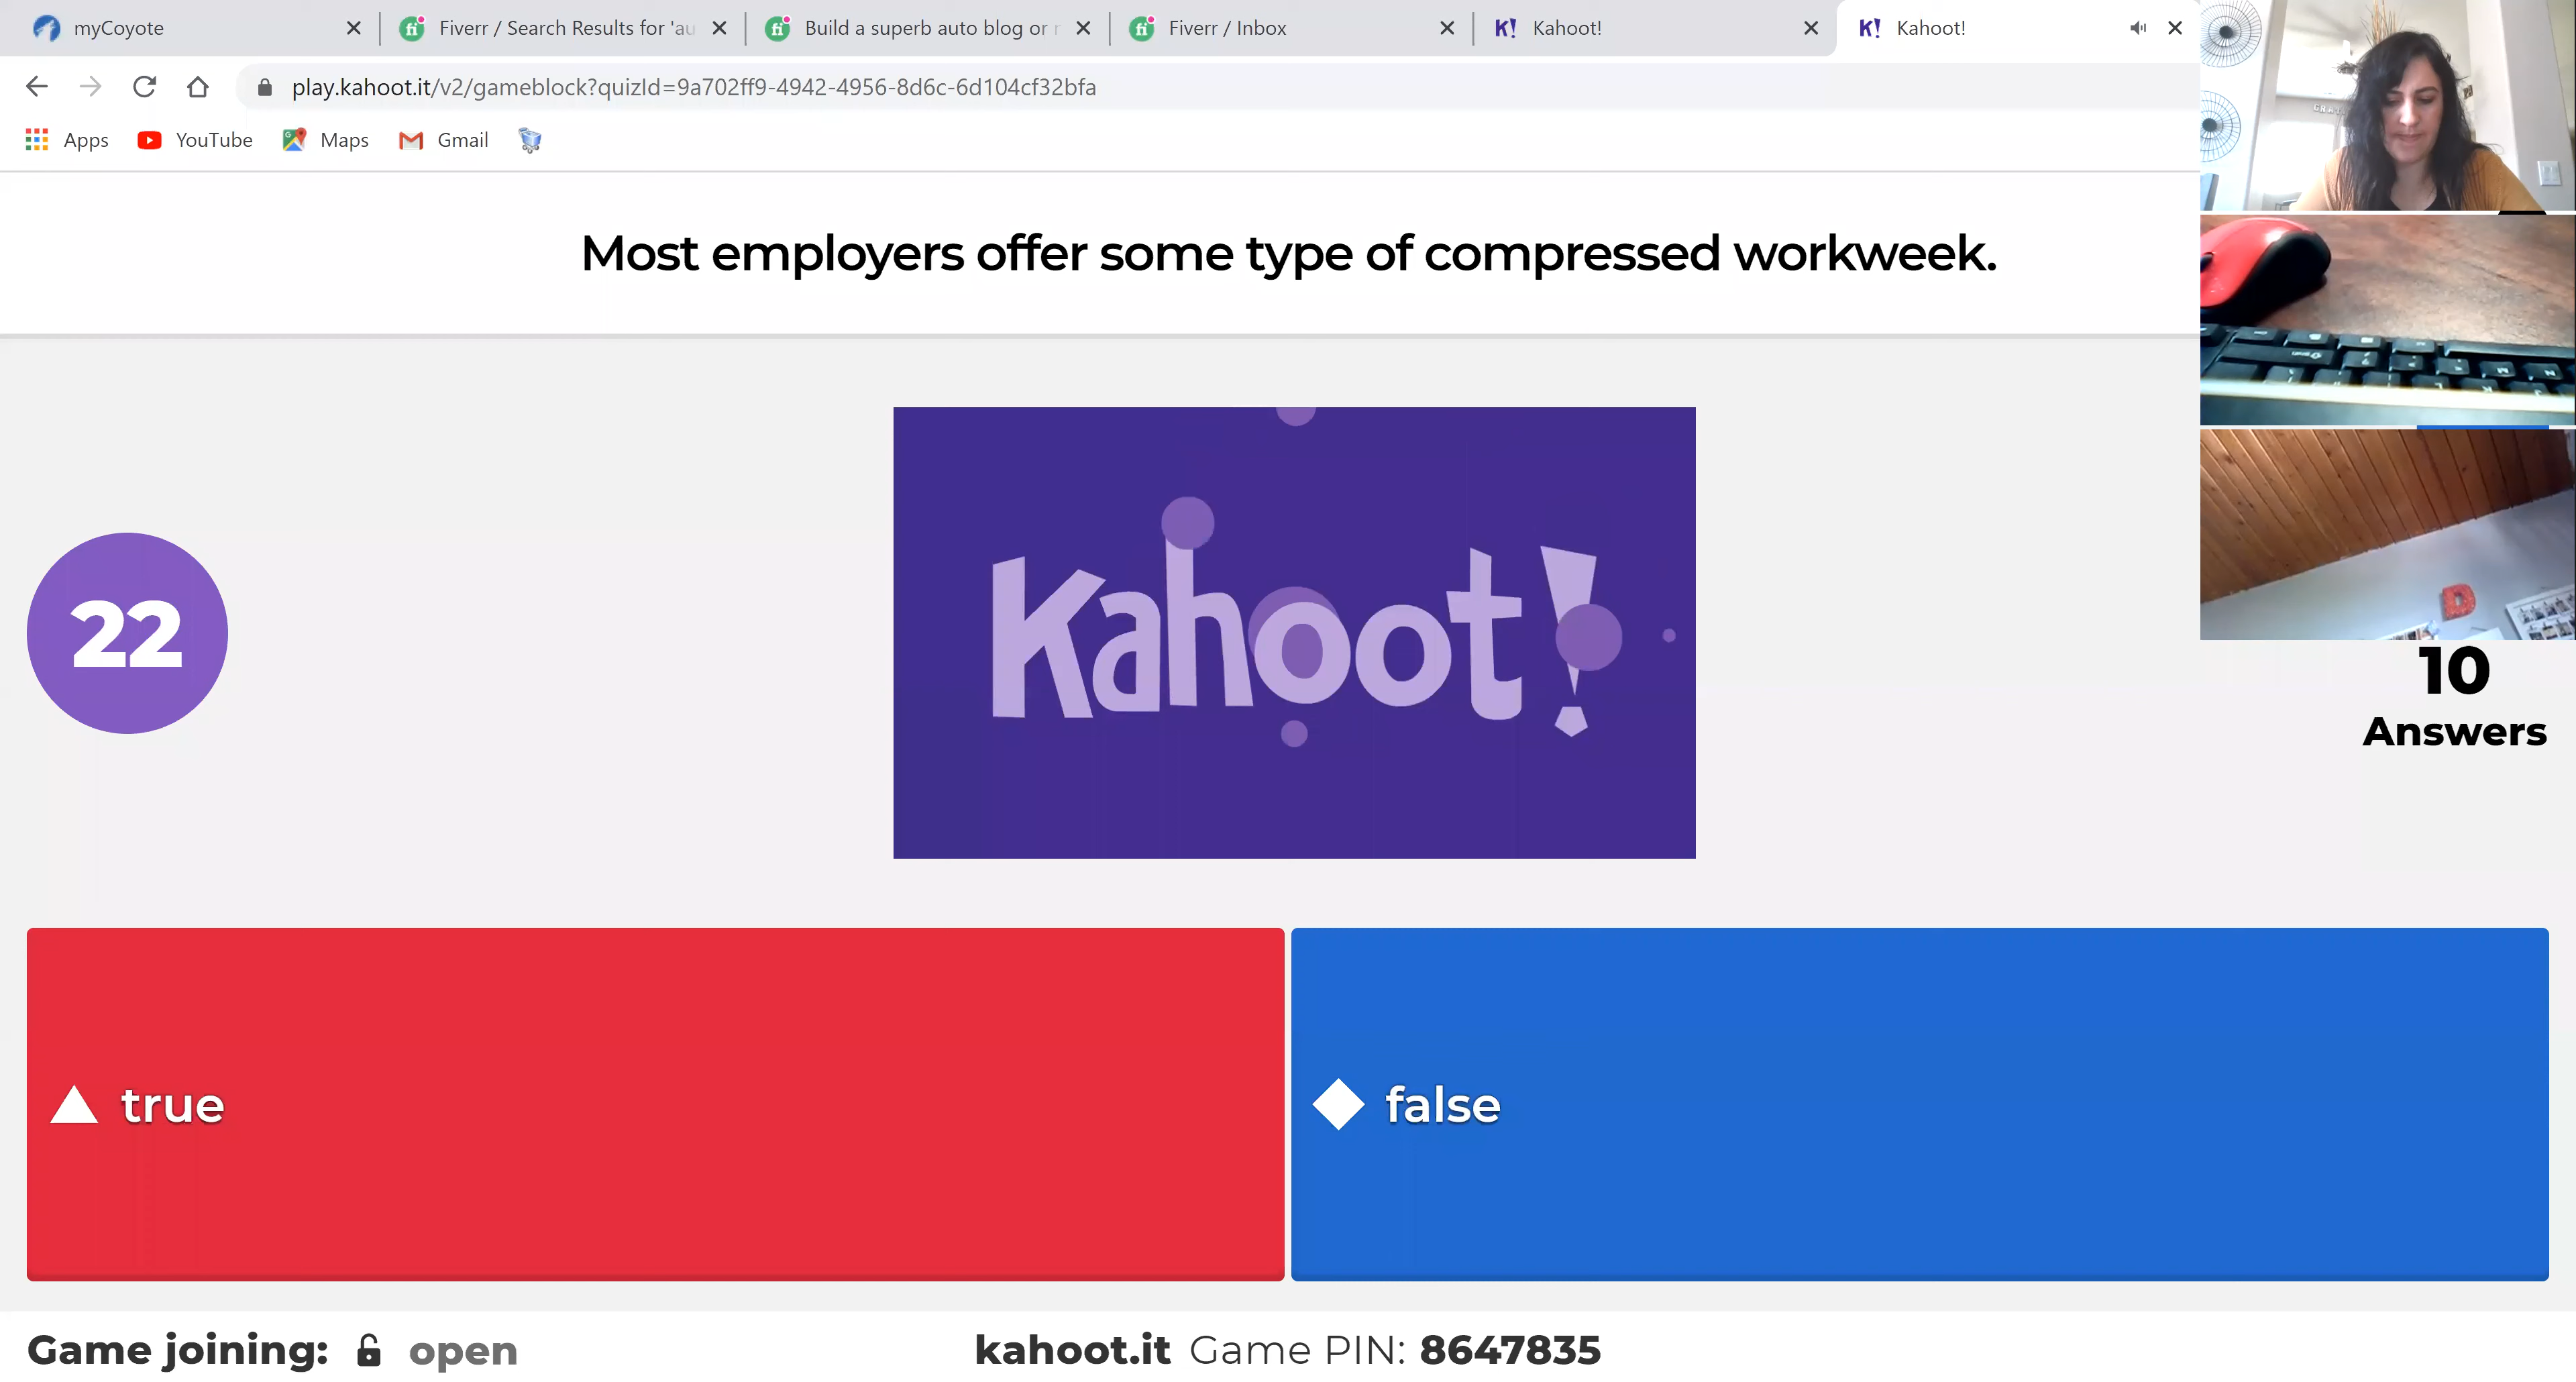 myCoyote
Fiverr / Search Results for 'au
Build a superb auto blog or
Fiverr / Inbox
K! Kahoot!
K! Kahoot!
play.kahoot.it/v2/gameblock?quizId=9a702ff9-4942-4956-8d6c-6d104cf32bfa
Apps
YouTube
Maps
Gmail
Most employers offer some type of compressed workweek.
22
Kahoot!
D
10
Answers
true
false
Game joining: open
kahoot.it Game PIN: 8647835